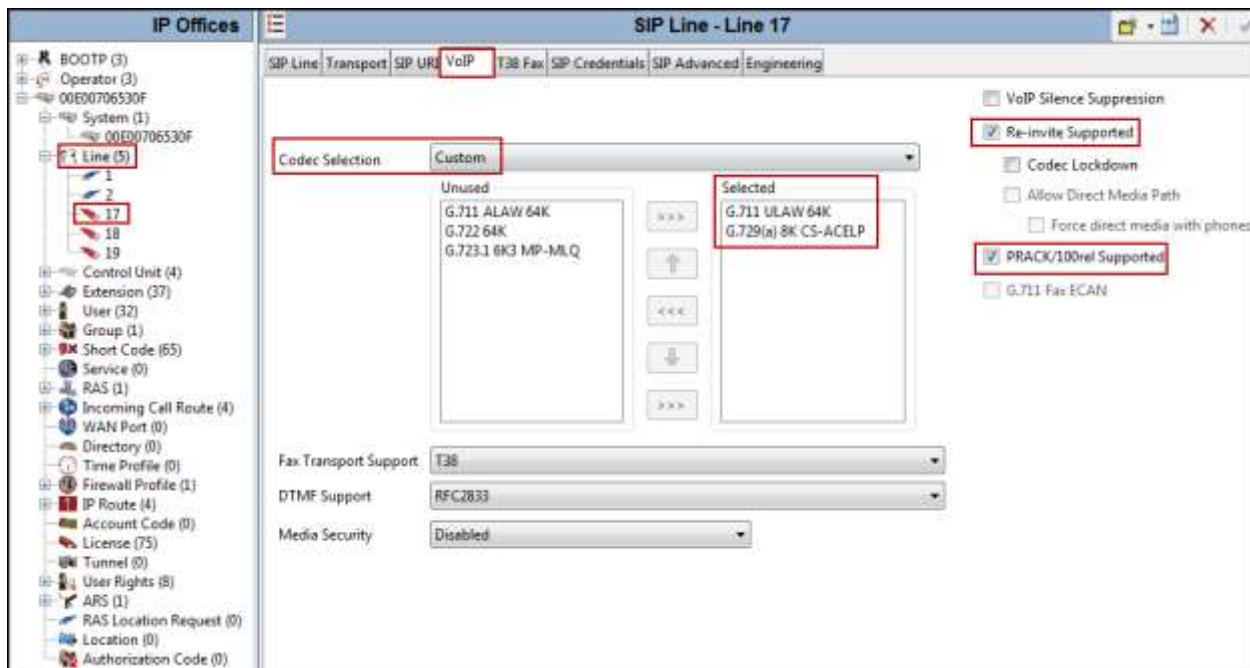 IP Offices
BOOTP (3)
Operator (3)
00E00706530F
System (1)
00E00706530F
Line (5)
1
2
17
18
19
Control Unit (4)
Extension (37)
User (32)
Group (1)
Short Code (65)
Service (0)
RAS (1)
Incoming Call Route (4)
WAN Port (0)
Directory (0)
Time Profile (0)
Firewall Profile (1)
IP Route (4)
Account Code (0)
License (75)
Tunnel (0)
User Rights (8)
ARS (1)
RAS Location Request (0)
Location (0)
Authorization Code (0)
SIP Line - Line 17
SIP Line Transport SIP URI VoIP T38 Fax SIP Credentials SIP Advanced Engineering
Codec Selection Custom
Unused
G.711 ALAW 64K
G.722 64K
G.723.1 6K3 MP-MLQ
>>>
<<<
>>>
Selected
G.711 ULAW 64K
G.729(a) 8K CS-ACELP
Fax Transport Support T38
DTMF Support RFC2833
Media Security Disabled
VoIP Silence Suppression
Re-invite Supported
Codec Lockdown
Allow Direct Media Path
Force direct media with phones
PRACK/100rel Supported
G.711 Fax ECAN